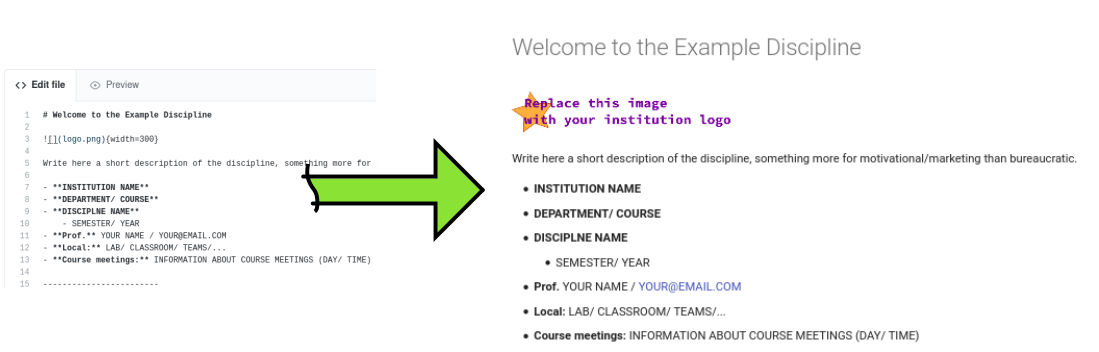 <> Edit file
Preview
1 # Welcome to the Example Discipline
2
3 ![](logo.png){width=300}
4
5 Write here a short description of the discipline, something more for
6
7 - **INSTITUTION NAME**
8 - **DEPARTMENT/ COURSE**
9 - **DISCIPLNE NAME**
10     - SEMESTER/ YEAR
11 - **Prof.** YOUR NAME / YOUR@EMAIL.COM
12 - **Local:** LAB/ CLASSROOM/ TEAMS/...
13 - **Course meetings:** INFORMATION ABOUT COURSE MEETINGS (DAY/ TIME)
14
15 ------------------------
Welcome to the Example Discipline
Replace this image
with your institution logo
Write here a short description of the discipline, something more for motivational/marketing than bureaucratic.
• INSTITUTION NAME
• DEPARTMENT/ COURSE
• DISCIPLNE NAME
• SEMESTER/ YEAR
• Prof. YOUR NAME / YOUR@EMAIL.COM
• Local: LAB/ CLASSROOM/ TEAMS/...
• Course meetings: INFORMATION ABOUT COURSE MEETINGS (DAY/ TIME)